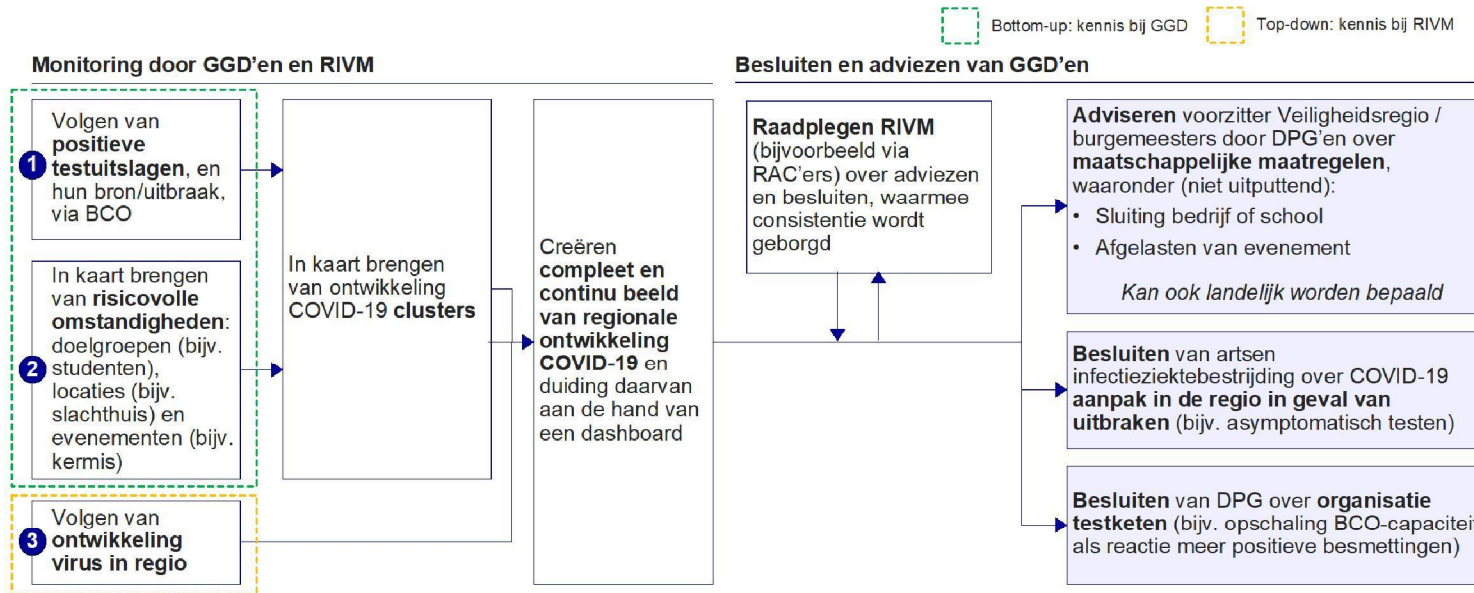 Bottom-up: kennis bij GGD
Top-down: kennis bij RIVM
Monitoring door GGD'en en RIVM
Besluiten en adviezen van GGD'en
1
Volgen van
positieve
testuitslagen, en
hun bron/uitbraak,
via BCO
2
In kaart brengen
van risicovolle
omstandigheden:
doelgroepen (bijv.
studenten),
locaties (bijv.
slachthuis) en
evenementen (bijv.
kermis)
3
Volgen van
ontwikkeling
virus in regio
In kaart brengen
van ontwikkeling
COVID-19 clusters
Creëren
compleet en
continu beeld
van regionale
ontwikkeling
COVID-19 en
duiding daarvan
aan de hand van
een dashboard
Raadplegen RIVM
(bijvoorbeeld via
RAC'ers) over adviezen
en besluiten, waarmee
consistentie wordt
geborgd
Adviseren voorzitter Veiligheidsregio /
burgemeesters door DPG'en over
maatschappelijke maatregelen,
waaronder (niet uitputtend):
• Sluiting bedrijf of school
• Afgelasten van evenement
Kan ook landelijk worden bepaald
Besluiten van artsen
infectieziektebestrijding over COVID-19
aanpak in de regio in geval van
uitbraken (bijv. asymptomatisch testen)
Besluiten van DPG over organisatie
testketen (bijv. opschaling BCO-capaciteit
als reactie meer positieve besmettingen)